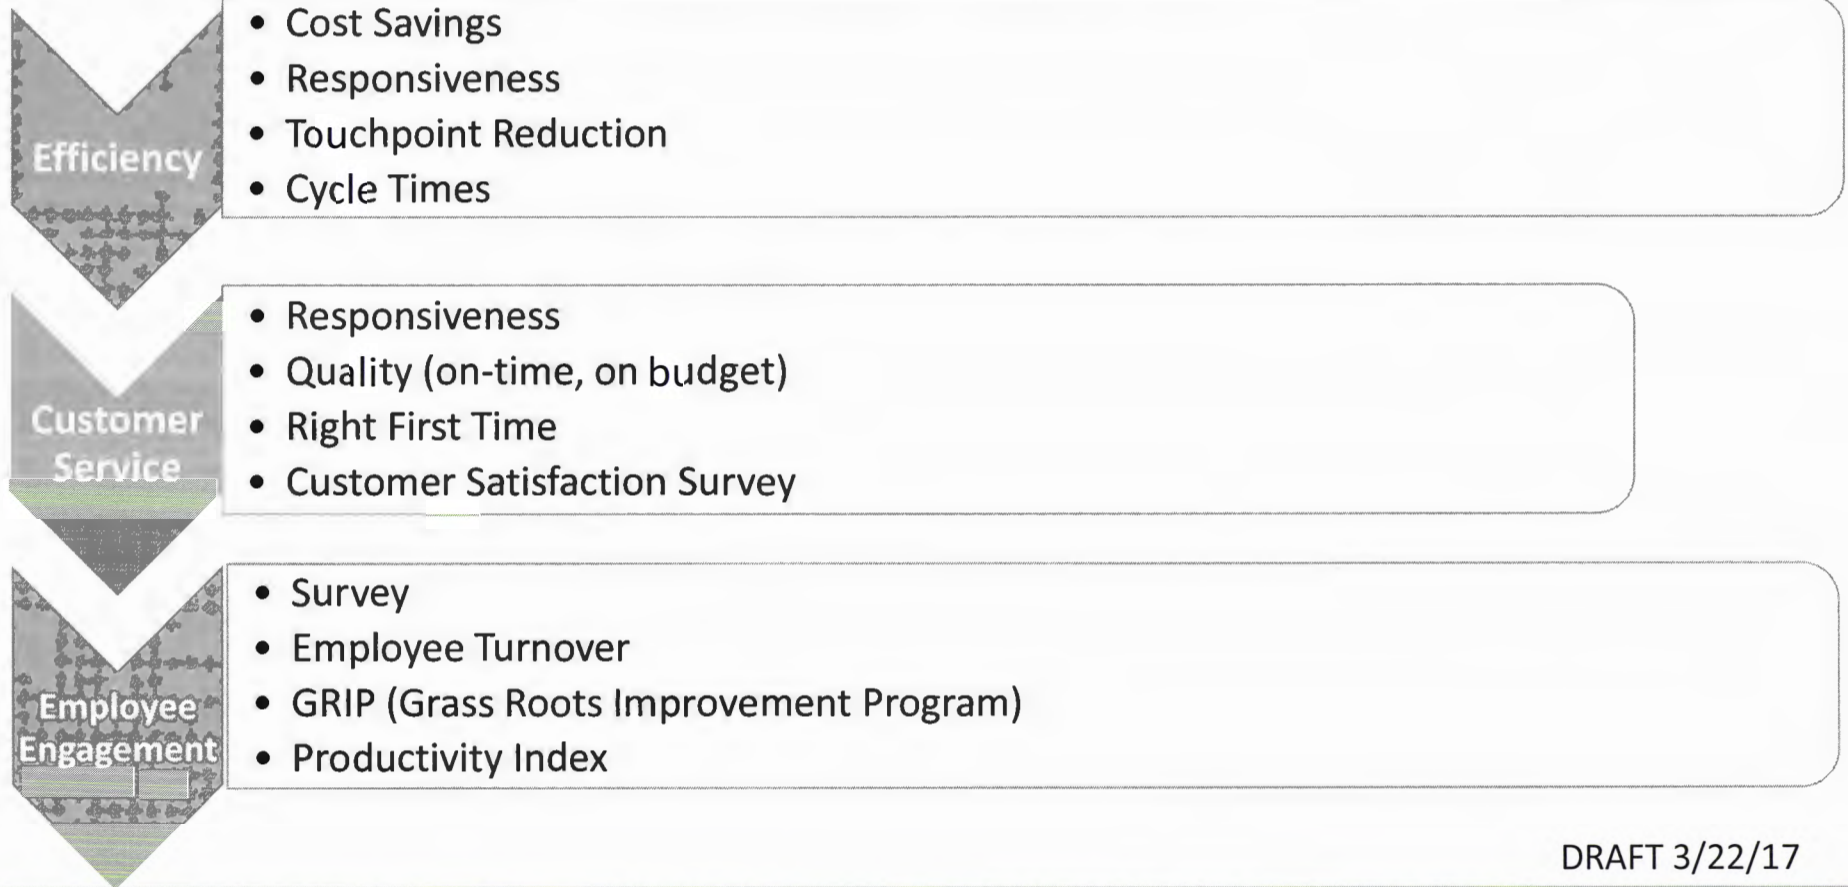 Efficiency
• Cost Savings
• Responsiveness
• Touchpoint Reduction
• Cycle Times
Customer
Service
• Responsiveness
• Quality (on-time, on budget)
• Right First Time
• Customer Satisfaction Survey
Employee
Engagement
• Survey
• Employee Turnover
• GRIP (Grass Roots Improvement Program)
• Productivity Index
DRAFT 3/22/17